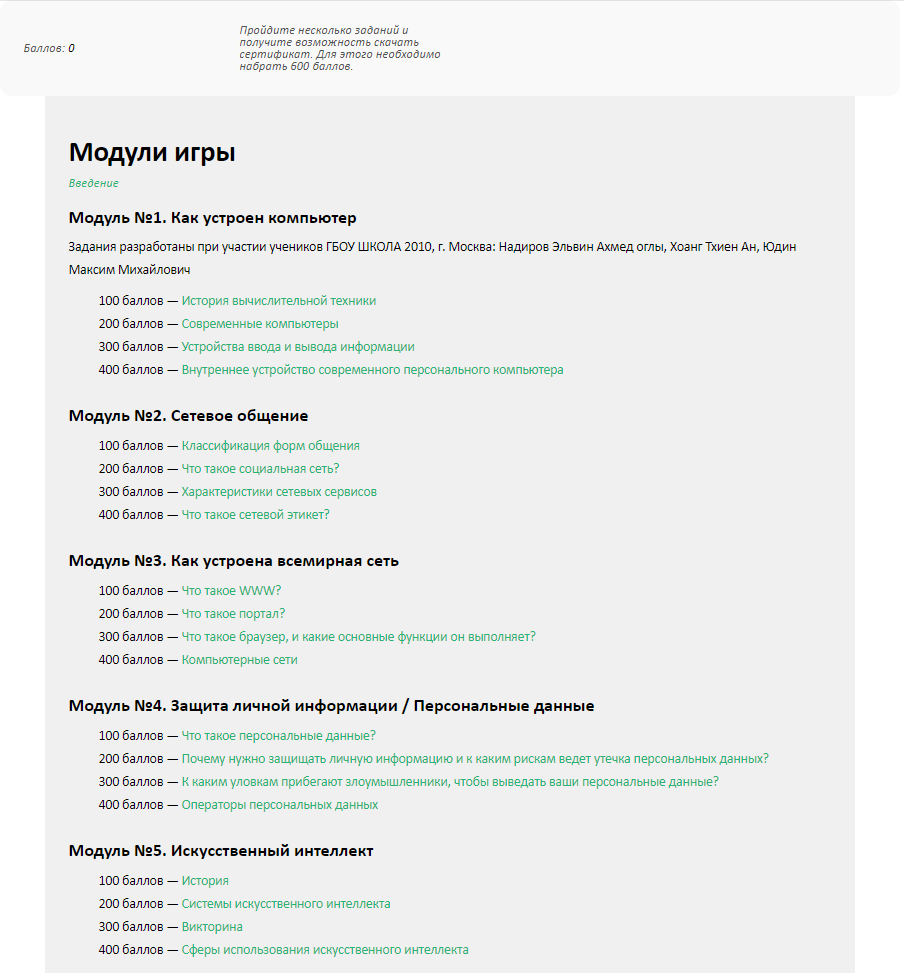 Баллов: 0
Пройдите несколько заданий и
получите возможность скачать
сертификат. Для этого необходимо
набрать 600 баллов.
Модули игры
Введение
Модуль №1. Как устроен компьютер
Задания разработаны при участии учеников ГБОУ ШКОЛА 2010, г. Москва: Надиров Эльвин Ахмед оглы, Хоанг Тхиен Ан, Юдин
Максим Михайлович
100 баллов — История вычислительной техники
200 баллов — Современные компьютеры
300 баллов — Устройства ввода и вывода информации
400 баллов — Внутреннее устройство современного персонального компьютера
Модуль №2. Сетевое общение
100 баллов — Классификация форм общения
200 баллов — Что такое социальная сеть?
300 баллов — Характеристики сетевых сервисов
400 баллов — Что такое сетевой этикет?
Модуль №3. Как устроена всемирная сеть
100 баллов — Что такое WWW?
200 баллов — Что такое портал?
300 баллов — Что такое браузер, и какие основные функции он выполняет?
400 баллов — Компьютерные сети
Модуль №4. Защита личной информации / Персональные данные
100 баллов — Что такое персональные данные?
200 баллов — Почему нужно защищать личную информацию и к каким рискам ведет утечка персональных данных?
300 баллов — К каким уловкам прибегают злоумышленники, чтобы выведать ваши персональные данные?
400 баллов — Операторы персональных данных
Модуль №5. Искусственный интеллект
100 баллов — История
200 баллов — Системы искусственного интеллекта
300 баллов — Викторина
400 баллов — Сферы использования искусственного интеллекта